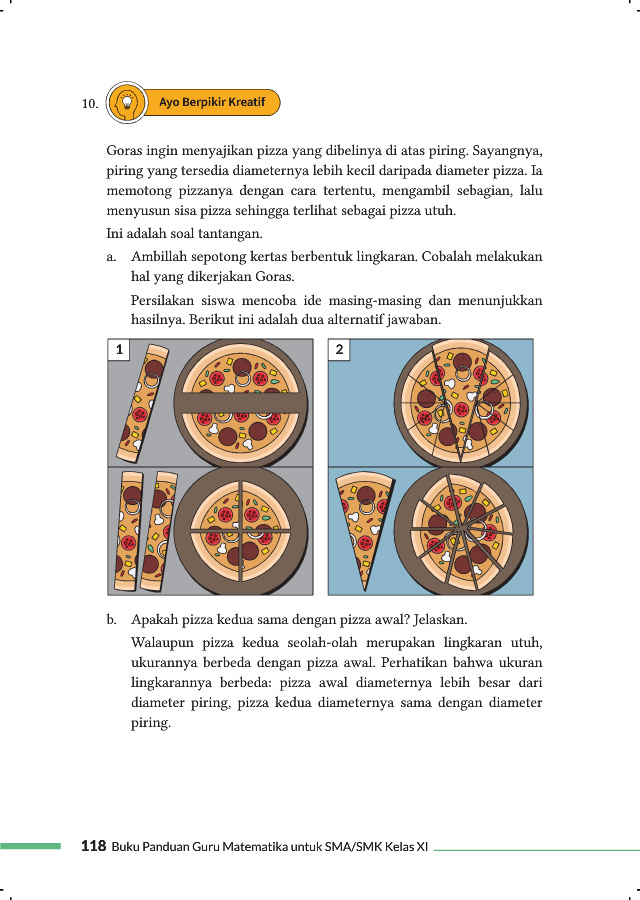 10.
Ayo Berpikir Kreatif
Goras ingin menyajikan pizza yang dibelinya di atas piring. Sayangnya,
piring yang tersedia diameternya lebih kecil daripada diameter pizza. Ia
memotong pizzanya dengan cara tertentu, mengambil sebagian, lalu
menyusun sisa pizza sehingga terlihat sebagai pizza utuh.
Ini adalah soal tantangan.
a. Ambillah sepotong kertas berbentuk lingkaran. Cobalah melakukan
hal yang dikerjakan Goras.
Persilakan siswa mencoba ide masing-masing dan menunjukkan
hasilnya. Berikut ini adalah dua alternatif jawaban.
1
2
b. Apakah pizza kedua sama dengan pizza awal? Jelaskan.
Walaupun pizza kedua seolah-olah merupakan lingkaran utuh,
ukurannya berbeda dengan pizza awal. Perhatikan bahwa ukuran
lingkarannya berbeda: pizza awal diameternya lebih besar dari
diameter piring, pizza kedua diameternya sama dengan diameter
piring.
118 Buku Panduan Guru Matematika untuk SMA/SMK Kelas XI